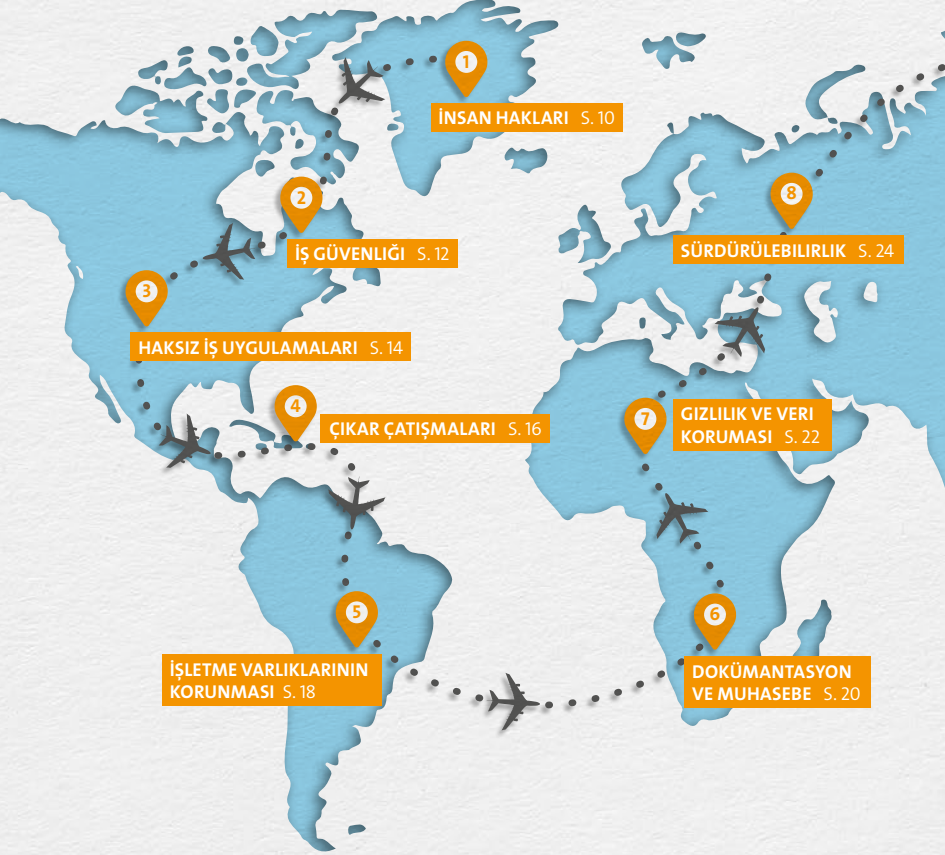 1
İNSAN HAKLARI S. 10
2
İŞ GÜVENLIĞI S. 12
3
HAKSIZ İŞ UYGULAMALARI S. 14
4
ÇIKAR ÇATIŞMALARI S. 16
5
İŞLETME VARLIKLARININ
KORUNMASI S. 18
6
DOKÜMANTASYON
VE MUHASEBE S. 20
7
GIZLILIK VE VERI
KORUMASI S. 22
8
SÜRDÜRÜLEBILIRLIK S. 24